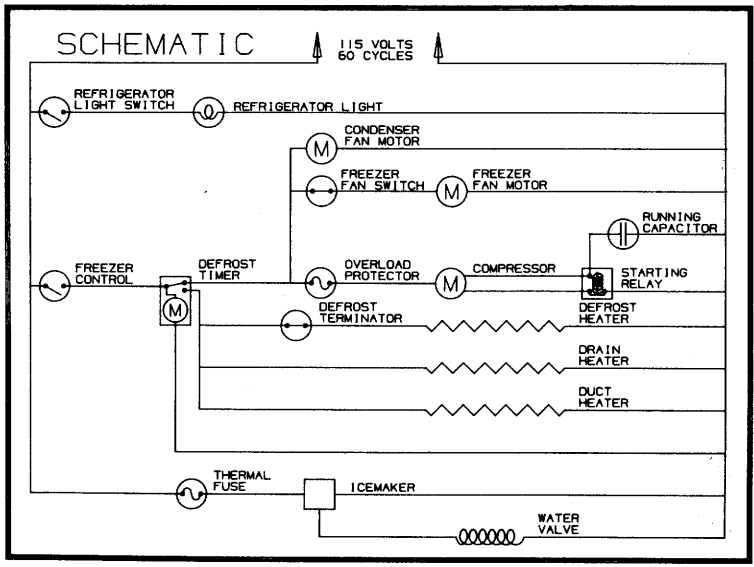 SCHEMATIC
115 VOLTS
60 CYCLES
REFRIGERATOR
LIGHT SWITCH
REFRIGERATOR LIGHT
CONDENSER
FAN MOTOR
M
FREEZER
FAN SWITCH
M
FREEZER
FAN MOTOR
RUNNING
CAPACITOR
FREEZER
CONTROL
DEFROST
TIMER
M
OVERLOAD
PROTECTOR
M
COMPRESSOR
STARTING
RELAY
DEFROST
TERMINATOR
DEFROST
HEATER
DRAIN
HEATER
DUCT
HEATER
THERMAL
FUSE
ICEMAKER
WATER
VALVE